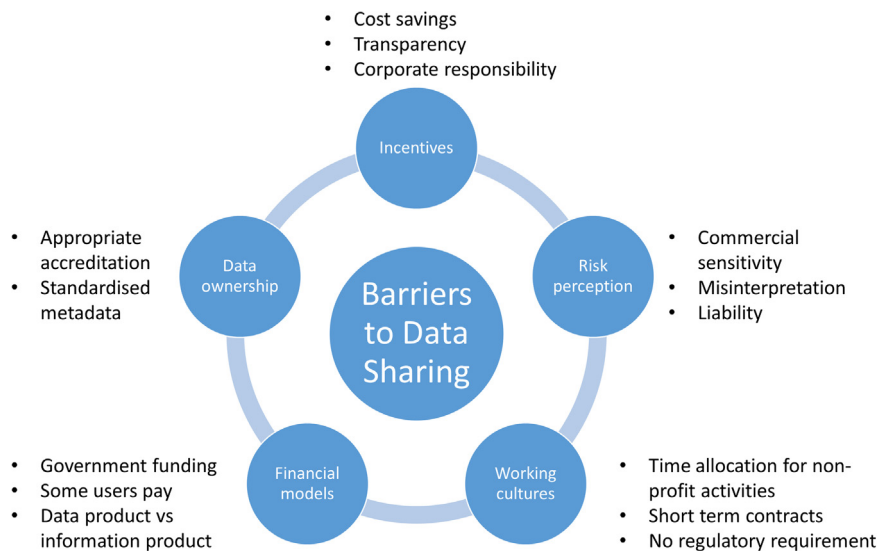 • Cost savings
• Transparency
• Corporate responsibility
Incentives
• Appropriate
accreditation
• Standardised
metadata
Data
ownership
Barriers
to Data
Sharing
Risk
perception
• Commercial
sensitivity
• Misinterpretation
• Liability
• Government funding
• Some users pay
• Data product vs
information product
Financial
models
Working
cultures
• Time allocation for non-
profit activities
• Short term contracts
• No regulatory requirement